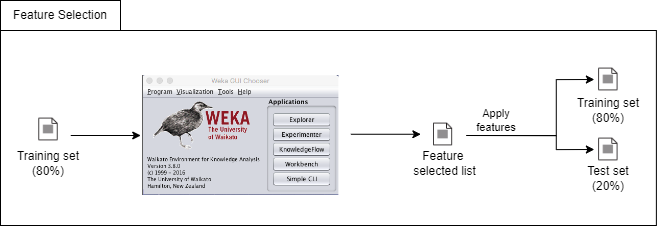 Feature Selection
Training set
(80%)
Weka GUI Chooser
Program Visualization Tools Help
WEKA
The University
of Waikato
Waikato Environment for Knowledge Analysis
Version 3.8.0
(c) 1999 - 2016
The University of Waikato
Hamilton, New Zealand
Applications
Explorer
Experimenter
KnowledgeFlow
Workbench
Simple CLI
Feature
selected list
Apply
features
Training set
(80%)
Test set
(20%)